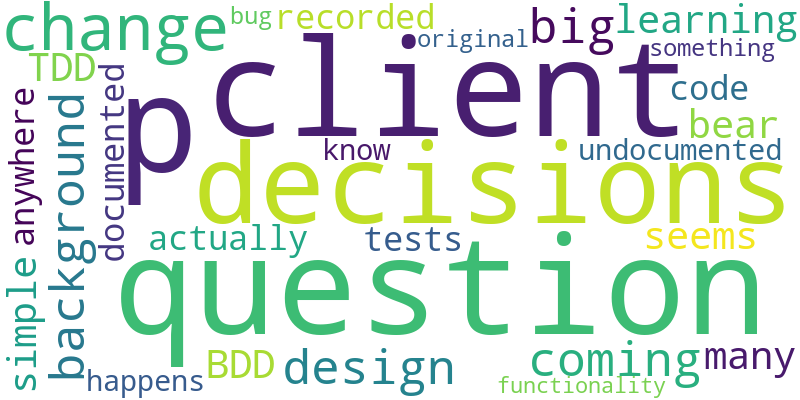 change
bug
recorded
original
big
learning
something
TDD
p
client
code
bear
documented
anywhere
background
know
undocumented
decisions
actually
tests
seems
question
simple
happens
BDD
design
coming
many
functionality